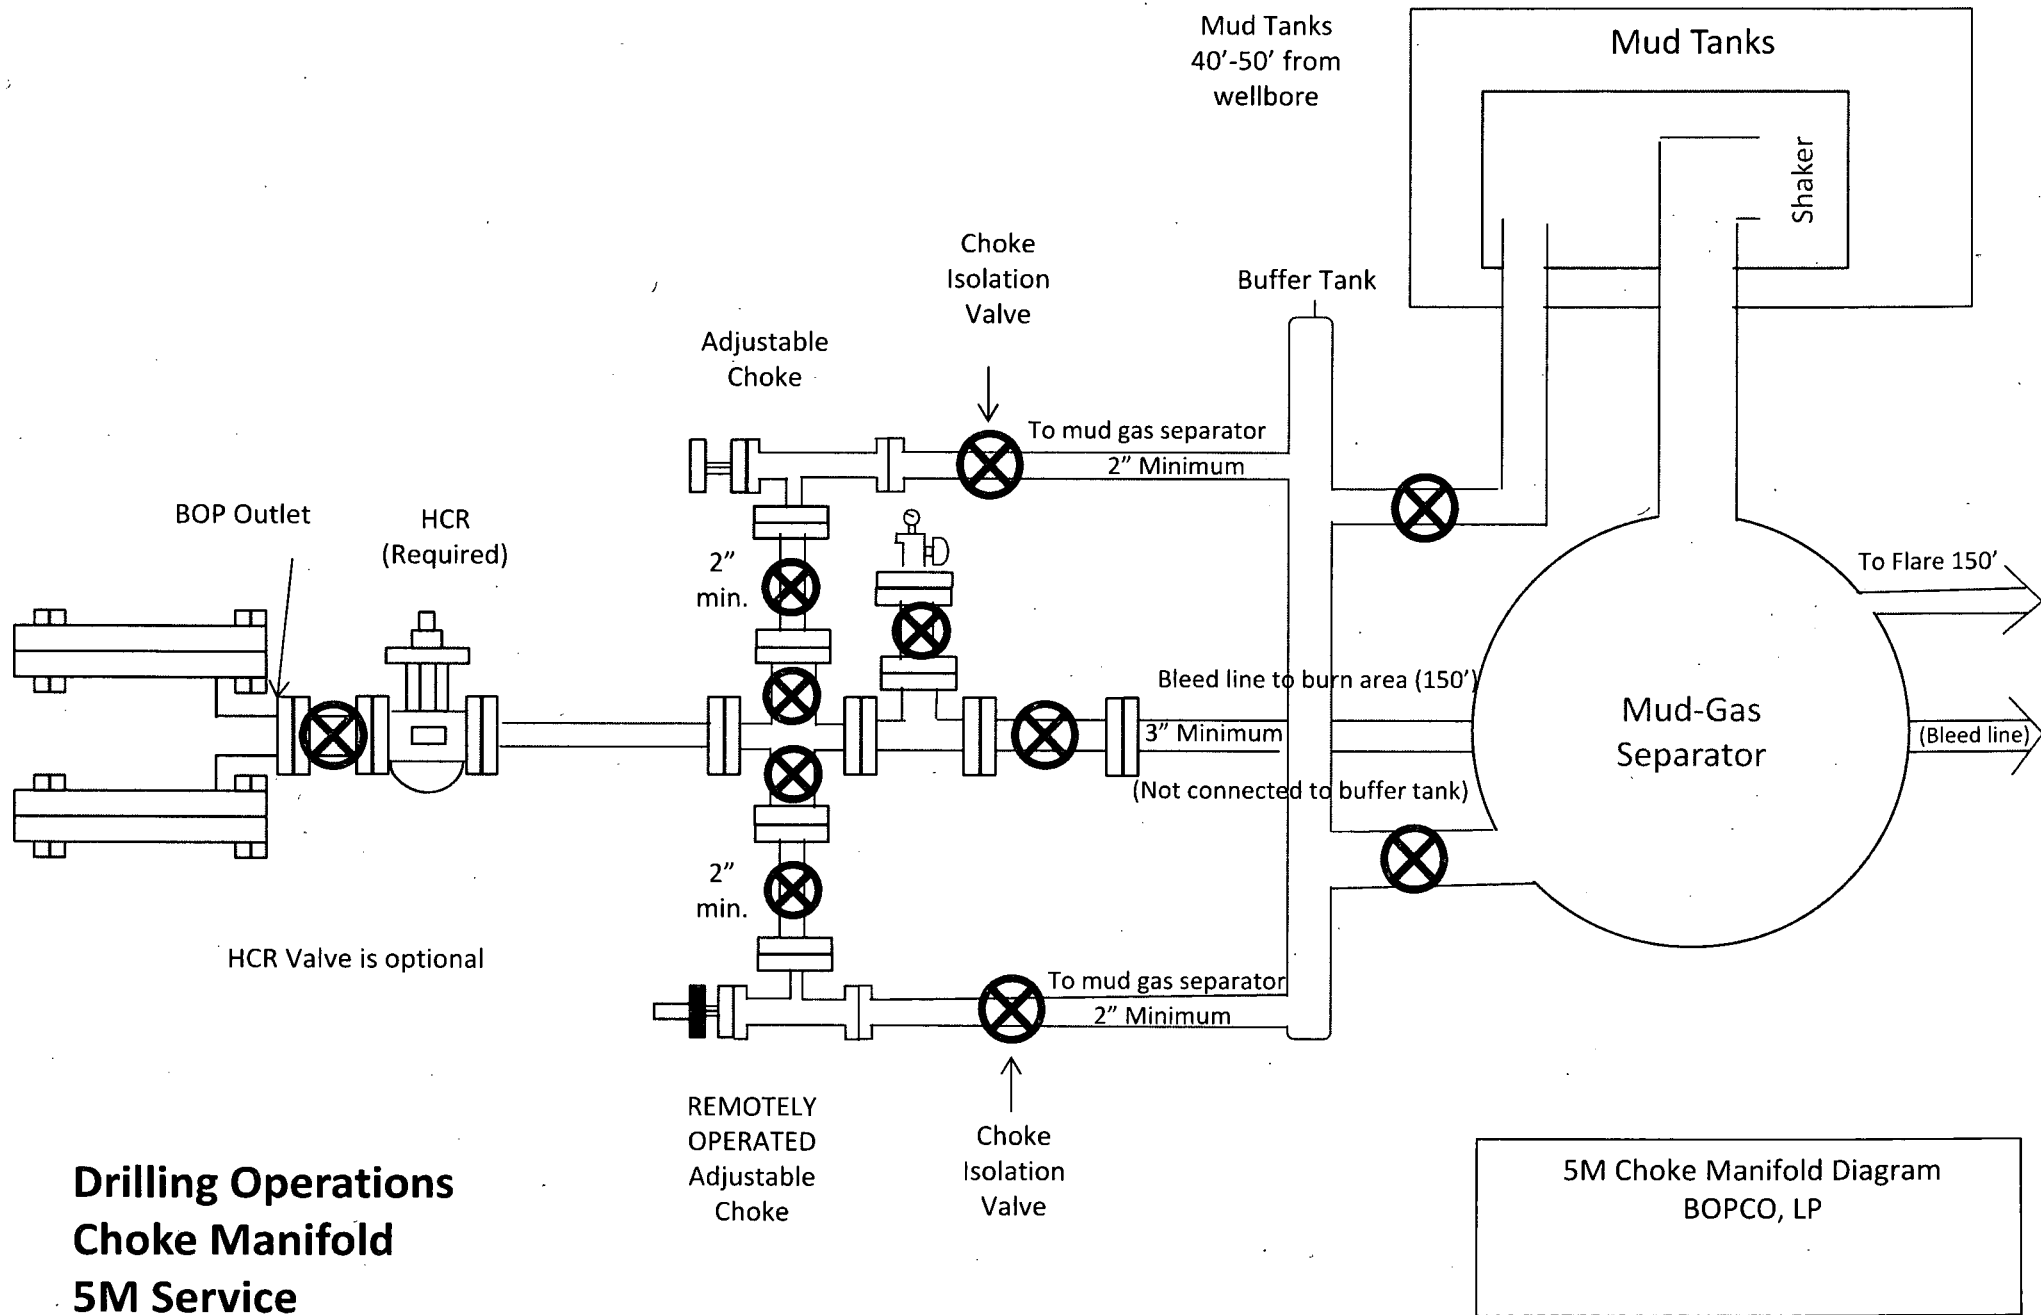 Mud Tanks
40'-50' from
wellbore
Mud Tanks
Shaker
Choke
Isolation
Valve
Buffer Tank
Adjustable
Choke
To mud gas separator
2" Minimum
BOP Outlet
HCR
(Required)
2"
min.
To Flare 150'
Bleed line to burn area (150')
3" Minimum
(Not connected to buffer tank)
Mud-Gas
Separator
(Bleed line)
2"
min.
HCR Valve is optional
To mud gas separator
2" Minimum
REMOTELY
OPERATED
Adjustable
Choke
Choke
Isolation
Valve
Drilling Operations
Choke Manifold
5M Service
5M Choke Manifold Diagram
BOPCO, LP